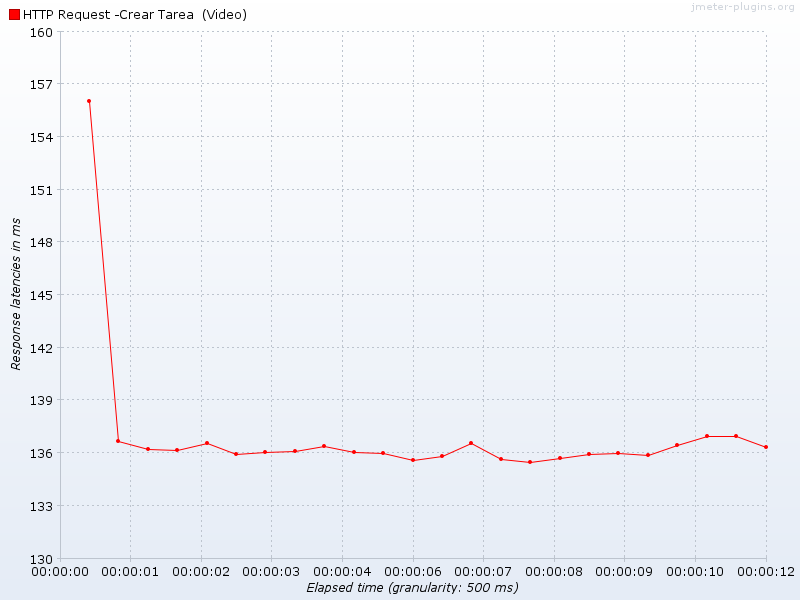 jmeter-plugins.org
HTTP Request -Crear Tarea (Video)
160
157
154
151
148
145
142
139
136
133
130
Response latencies in ms
00:00:00 00:00:01 00:00:02 00:00:03 00:00:04 00:00:06 00:00:07 00:00:08 00:00:09 00:00:10 00:00:12
Elapsed time (granularity: 500 ms)